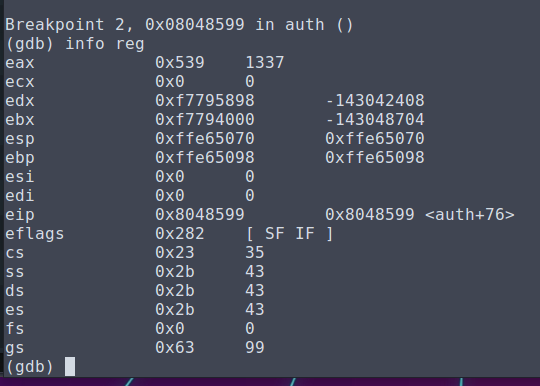 Breakpoint 2, 0x08048599 in auth ()
(gdb) info reg
eax            0x539    1337
ecx            0x0      0
edx            0xf7795898       -143042408
ebx            0xf7794000       -143048704
esp            0xffe65070       0xffe65070
ebp            0xffe65098       0xffe65098
esi            0x0      0
edi            0x0      0
eip            0x8048599        0x8048599 <auth+76>
eflags         0x282    [ SF IF ]
cs             0x23     35
ss             0x2b     43
ds             0x2b     43
es             0x2b     43
fs             0x0      0
gs             0x63     99
(gdb)